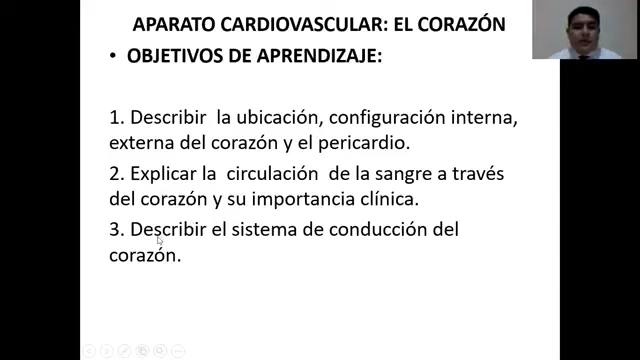 APARATO CARDIOVASCULAR: EL CORAZÓN
• OBJETIVOS DE APRENDIZAJE:
1. Describir la ubicación, configuración interna,
externa del corazón y el pericardio.
2. Explicar la circulación de la sangre a través
del corazón y su importancia clínica.
3. Describir el sistema de conducción del
corazón.